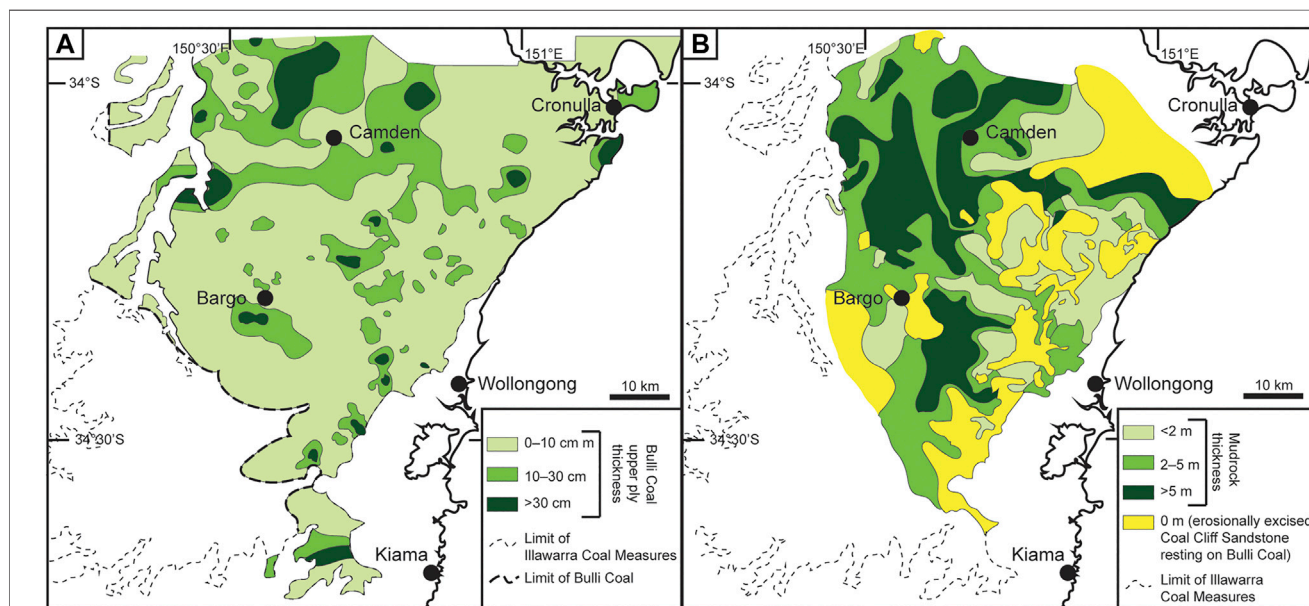 A
150°30'E
151°E
34°S
Cronulla
Camden
Bargo
Wollongong
10 km
34°30'S
Kiama
0–10 cm m
10–30 cm
>30 cm
Bulli Coal
upper ply
thickness
Limit of
Illawarra Coal Measures
Limit of Bulli Coal
B
150°30'E
151°E
34°S
Cronulla
Camden
Bargo
Wollongong
10 km
34°30'S
Kiama
<2 m
2–5 m
>5 m
Mudrock
thickness
0 m (erosionally excised
Coal Cliff Sandstone
resting on Bulli Coal)
Limit of Illawarra
Coal Measures